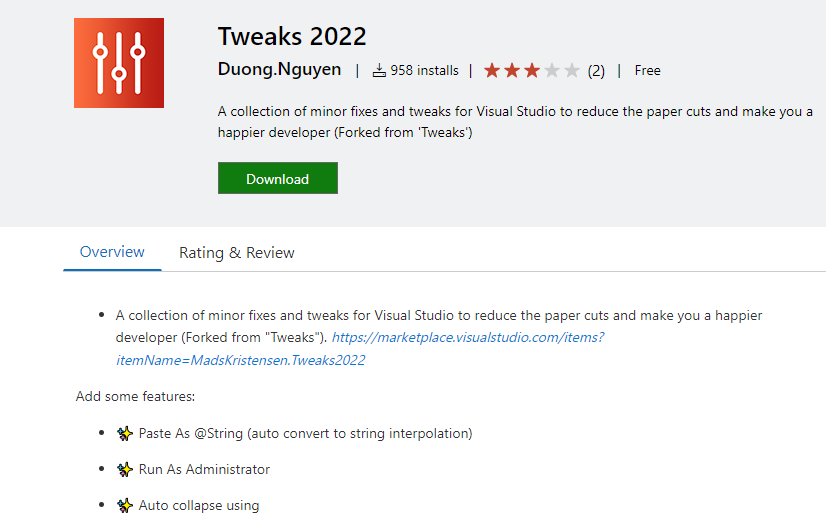 Tweaks 2022
Duong.Nguyen | 958 installs | (2) | Free
A collection of minor fixes and tweaks for Visual Studio to reduce the paper cuts and make you a
happier developer (Forked from 'Tweaks')
Download
Overview Rating & Review
• A collection of minor fixes and tweaks for Visual Studio to reduce the paper cuts and make you a happier
developer (Forked from "Tweaks"). https://marketplace.visualstudio.com/items?
itemName=MadsKristensen.Tweaks2022
Add some features:
• ✨ Paste As @String (auto convert to string interpolation)
• ✨ Run As Administrator
• ✨ Auto collapse using